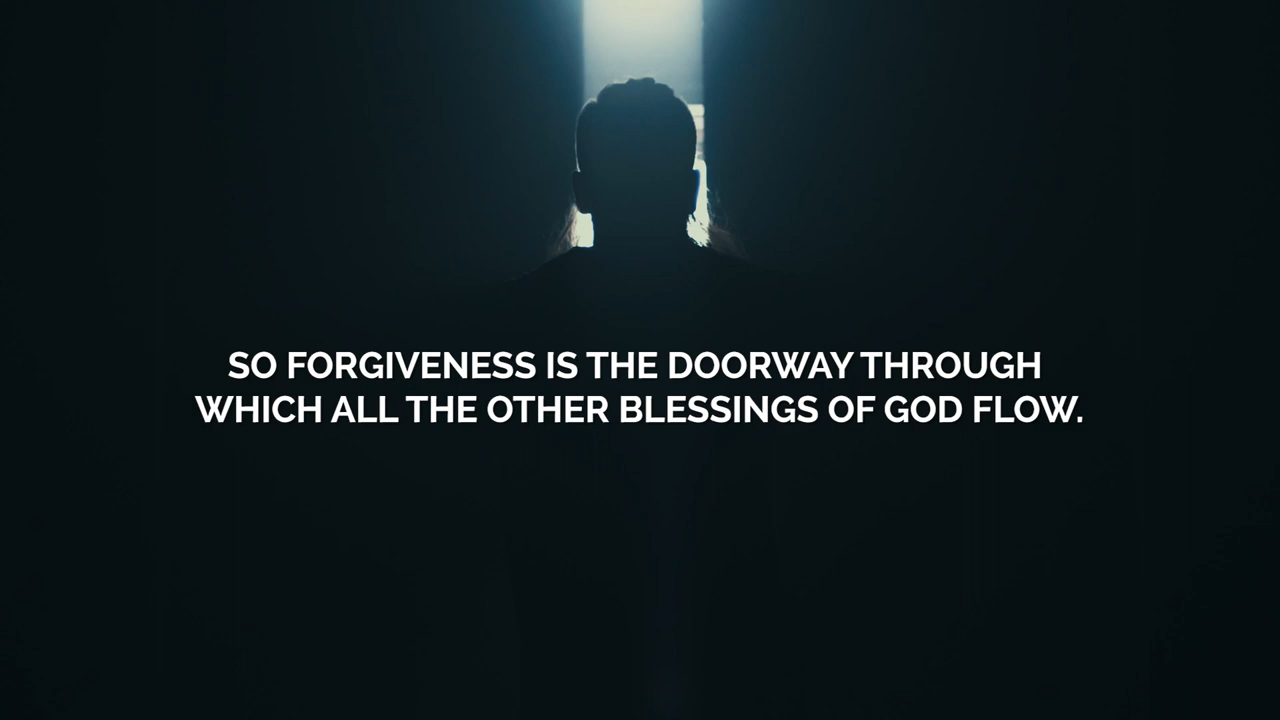 SO FORGIVENESS IS THE DOORWAY THROUGH
WHICH ALL THE OTHER BLESSINGS OF GOD FLOW.